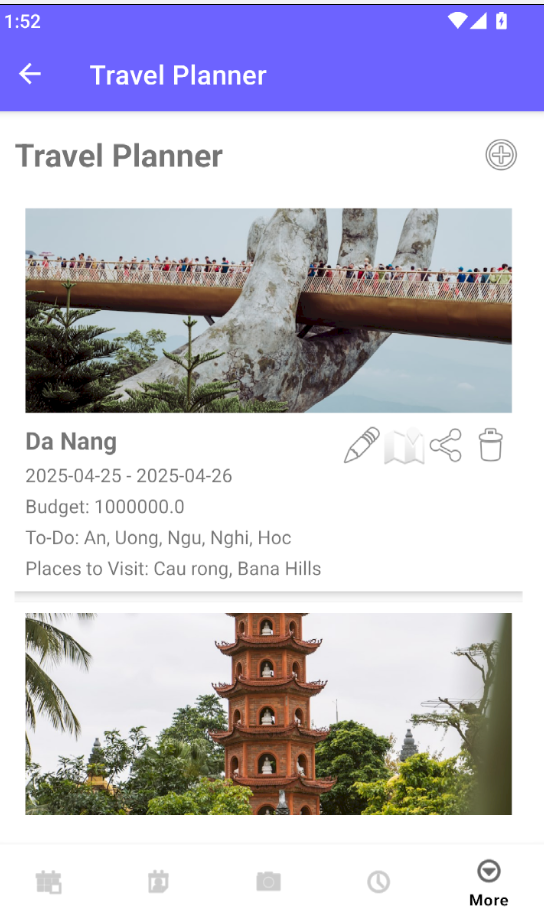 1:52
Travel Planner
Travel Planner
Da Nang
2025-04-25 - 2025-04-26
Budget: 1000000.0
To-Do: An, Uong, Ngu, Nghi, Hoc
Places to Visit: Cau rong, Bana Hills
More